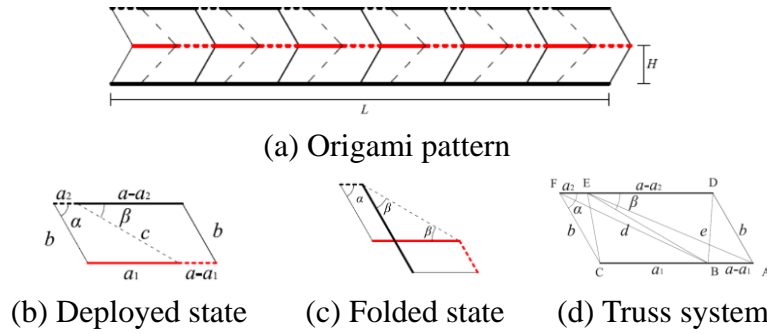 H
L
(a) Origami pattern
a₂ a-a₂
α β
b c b
a₁ a-a₁
(b) Deployed state
α β
β
(c) Folded state
F a₂ E a-a₂ D
α β
b d e b
C a₁ B a-a₁ A
(d) Truss system